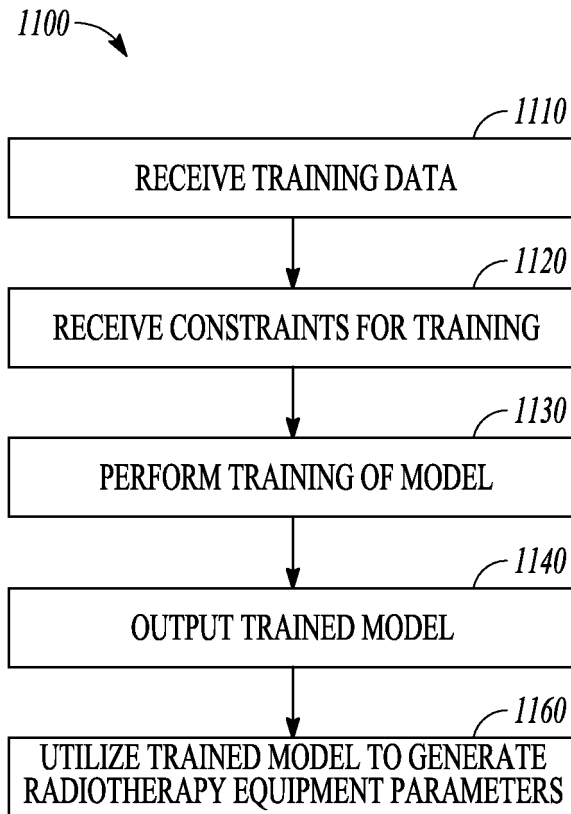 1100
1110
RECEIVE TRAINING DATA
1120
RECEIVE CONSTRAINTS FOR TRAINING
1130
PERFORM TRAINING OF MODEL
1140
OUTPUT TRAINED MODEL
1160
UTILIZE TRAINED MODEL TO GENERATE
RADIOTHERAPY EQUIPMENT PARAMETERS